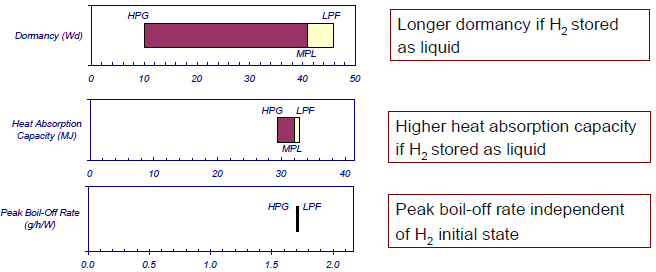 HPG LPF
Dormancy (Wd)
MPL
0 10 20 30 40 50
Longer dormancy if H2 stored
as liquid
HPG LPF
Heat Absorption
Capacity (MJ)
MPL
0 10 20 30 40
Higher heat absorption capacity
if H2 stored as liquid
HPG LPF
Peak Boil-Off Rate
(g/h/W)
0.0 0.5 1.0 1.5 2.0
Peak boil-off rate independent
of H2 initial state